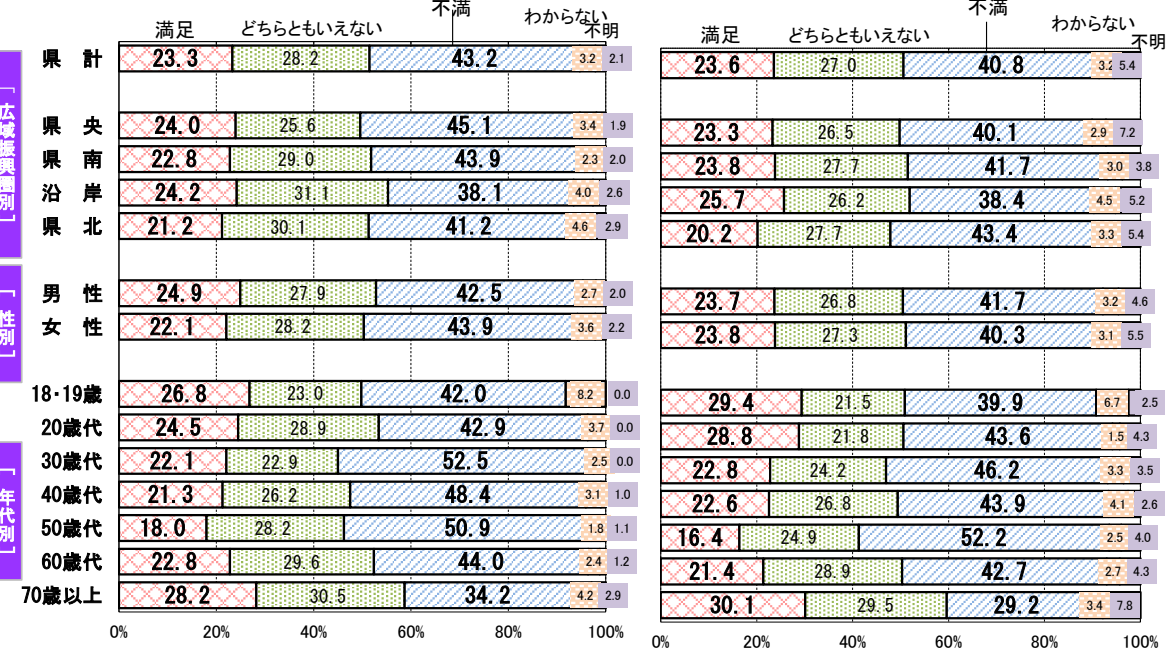 満足 どちらともいえない 不満 わからない 不明
県 計 23.3 28.2 43.2 3.2 2.1
[広域振興圏別]
県 央 24.0 25.6 45.1 3.4 1.9
県 南 22.8 29.0 43.9 2.3 2.0
沿 岸 24.2 31.1 38.1 4.0 2.6
県 北 21.2 30.1 41.2 4.6 2.9
[性別]
男 性 24.9 27.9 42.5 2.7 2.0
女 性 22.1 28.2 43.9 3.6 2.2
[年代別]
18・19歳 26.8 23.0 42.0 8.2 0.0
20歳代 24.5 28.9 42.9 3.7 0.0
30歳代 22.1 22.9 52.5 2.5 0.0
40歳代 21.3 26.2 48.4 3.1 1.0
50歳代 18.0 28.2 50.9 1.8 1.1
60歳代 22.8 29.6 44.0 2.4 1.2
70歳以上 28.2 30.5 34.2 4.2 2.9
0% 20% 40% 60% 80% 100%
満足 どちらともいえない 不満 わからない 不明
23.6 27.0 40.8 3.2 5.4
23.3 26.5 40.1 2.9 7.2
23.8 27.7 41.7 3.0 3.8
25.7 26.2 38.4 4.5 5.2
20.2 27.7 43.4 3.3 5.4
23.7 26.8 41.7 3.2 4.6
23.8 27.3 40.3 3.1 5.5
29.4 21.5 39.9 6.7 2.5
28.8 21.8 43.6 1.5 4.3
22.8 24.2 46.2 3.3 3.5
22.6 26.8 43.9 4.1 2.6
16.4 24.9 52.2 2.5 4.0
21.4 28.9 42.7 2.7 4.3
30.1 29.5 29.2 3.4 7.8
0% 20% 40% 60% 80% 100%